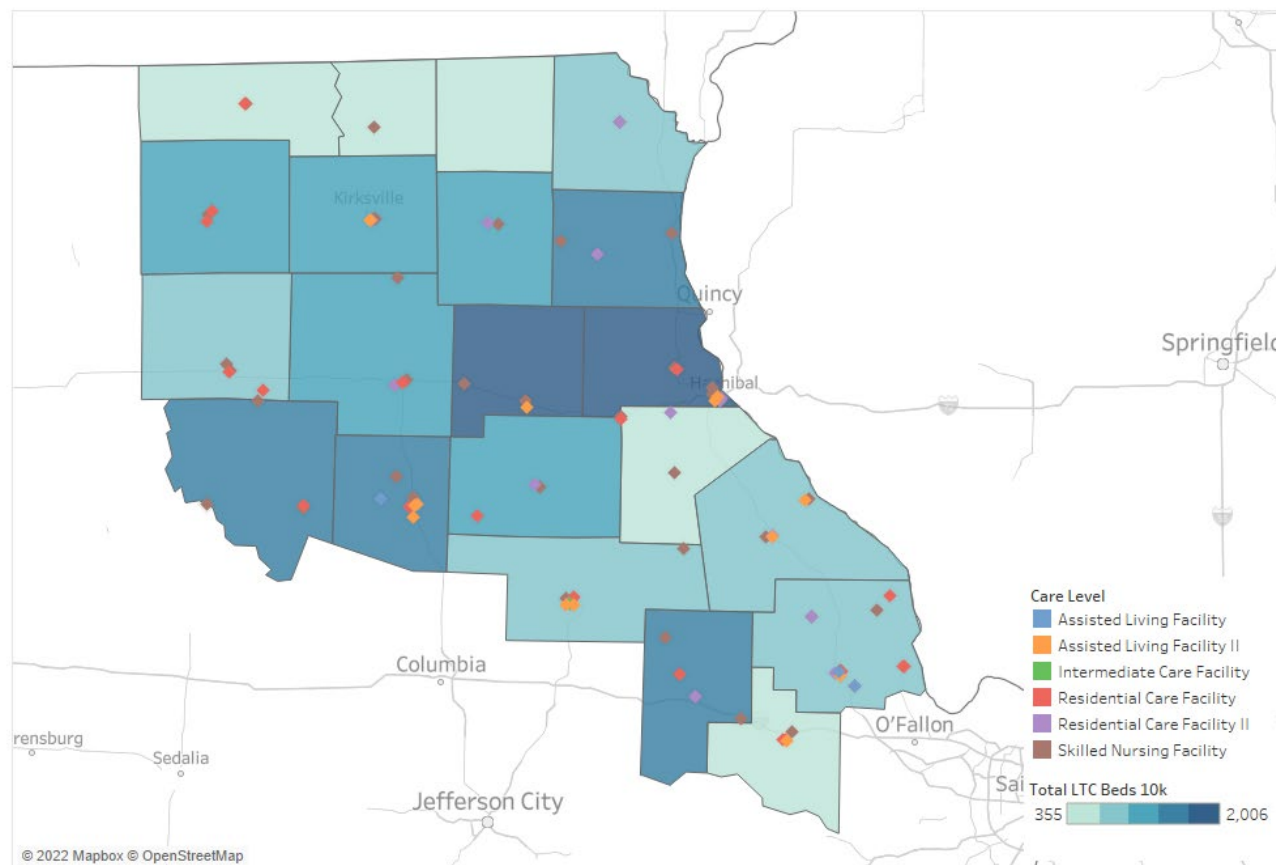 Kirksville
Quincy
Springfield
Hannibal
Columbia
O'Fallon
rensburg
Sedalia
Jefferson City
Sai
Care Level
Assisted Living Facility
Assisted Living Facility II
Intermediate Care Facility
Residential Care Facility
Residential Care Facility II
Skilled Nursing Facility
Total LTC Beds 10k
355 2,006
© 2022 Mapbox © OpenStreetMap